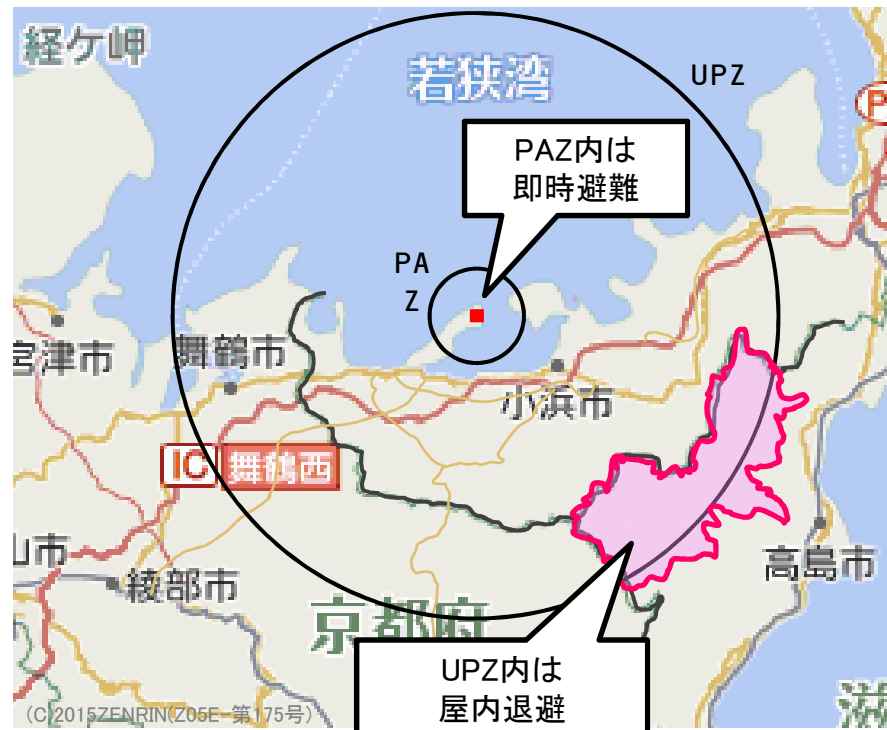 経ケ岬
若狭湾
UPZ
P
PAZ内は
即時避難
PA
Z
宮津市
舞鶴市
小浜市
IC 舞鶴西
山市
綾部市
高島市
京都府
UPZ内は
屋内退避
滋
(C)2015ZENRIN(Z05E-第175号)